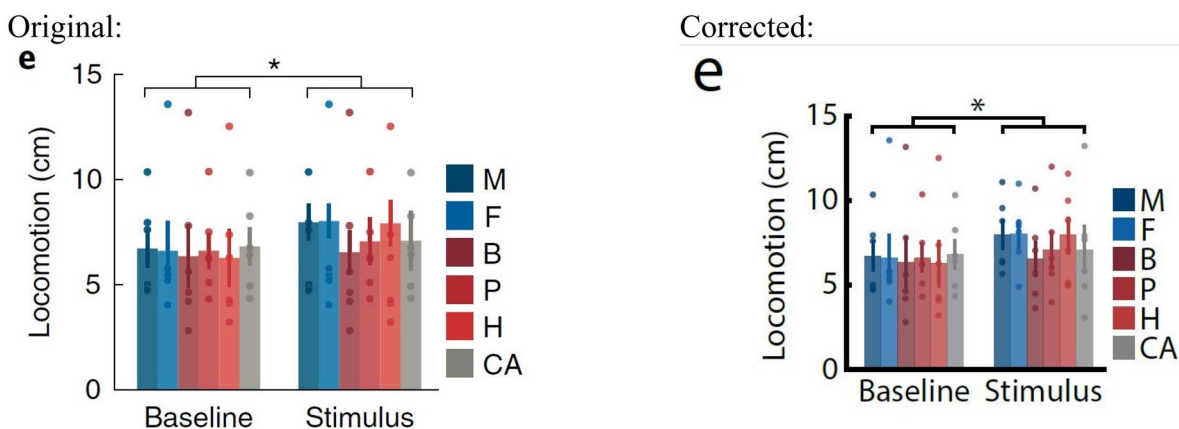 Original:
e
*
15
10
5
0
Locomotion (cm)
Baseline Stimulus
M
F
B
P
H
CA
Corrected:
e
*
15
10
5
0
Locomotion (cm)
Baseline Stimulus
M
F
B
P
H
CA